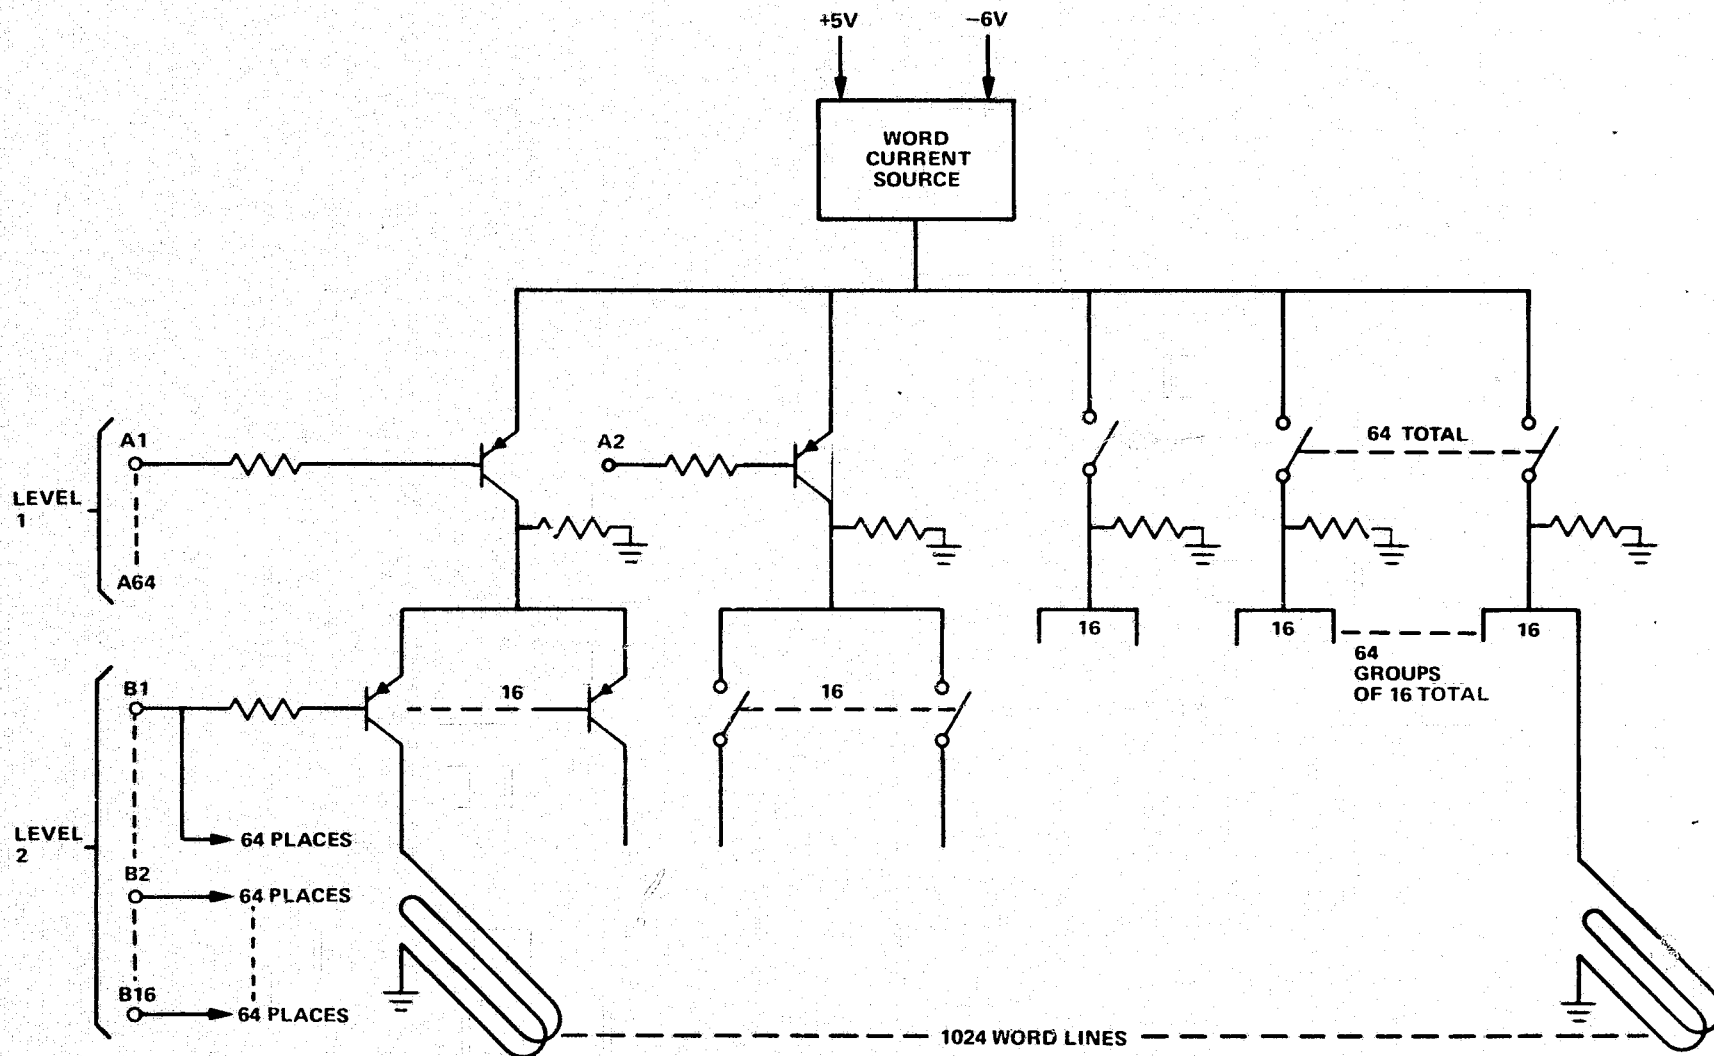 +5V
−6V
WORD
CURRENT
SOURCE
A1
A2
64 TOTAL
LEVEL
1
A64
16
16
16
64
GROUPS
OF 16 TOTAL
B1
16
16
LEVEL
2
64 PLACES
B2
64 PLACES
B16
64 PLACES
1024 WORD LINES